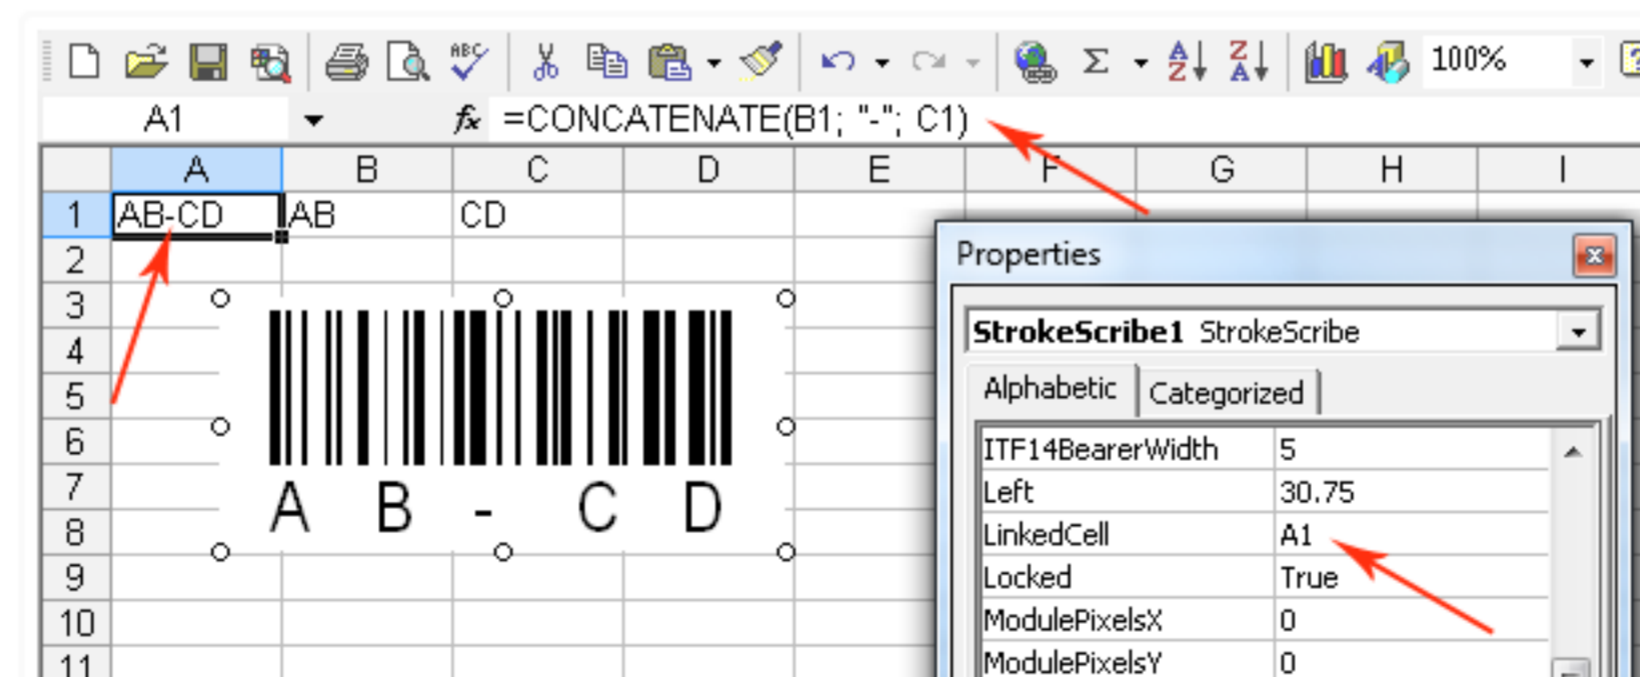 ABC
A
Z
Z
A
100%
?
A1
fx
=CONCATENATE(B1; "-"; C1)
A B C D E F G H I
1 AB-CD AB CD
2
3
4
5
6
7
8
9
10
11
A B - C D
Properties
StrokeScribe1 StrokeScribe
Alphabetic Categorized
ITF14BearerWidth 5
Left 30.75
LinkedCell A1
Locked True
ModulePixelsX 0
ModulePixelsY 0